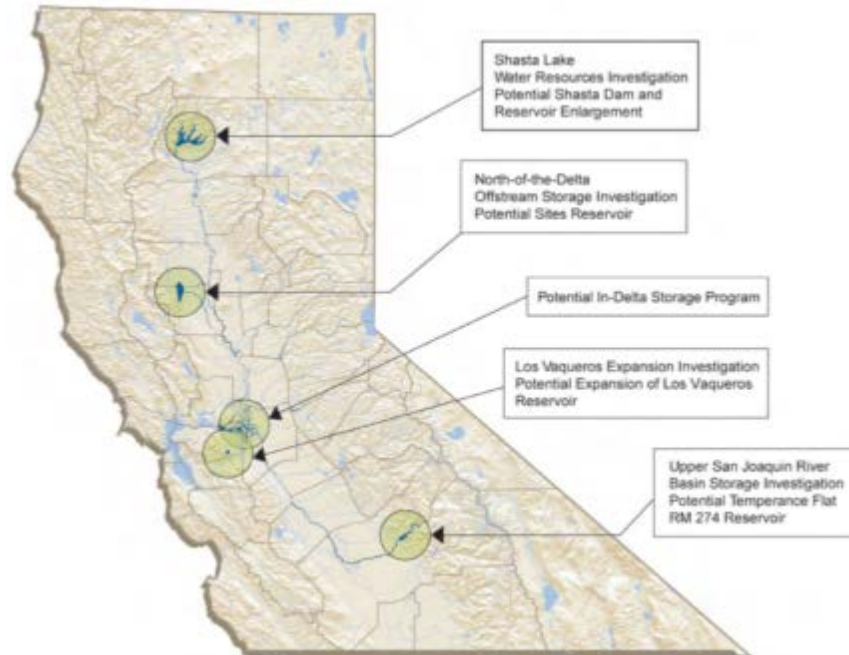 Shasta Lake
Water Resources Investigation
Potential Shasta Dam and
Reservoir Enlargement
North-of-the-Delta
Offstream Storage Investigation
Potential Sites Reservoir
Potential In-Delta Storage Program
Los Vaqueros Expansion Investigation
Potential Expansion of Los Vaqueros
Reservoir
Upper San Joaquin River
Basin Storage Investigation
Potential Temperance Flat
RM 274 Reservoir